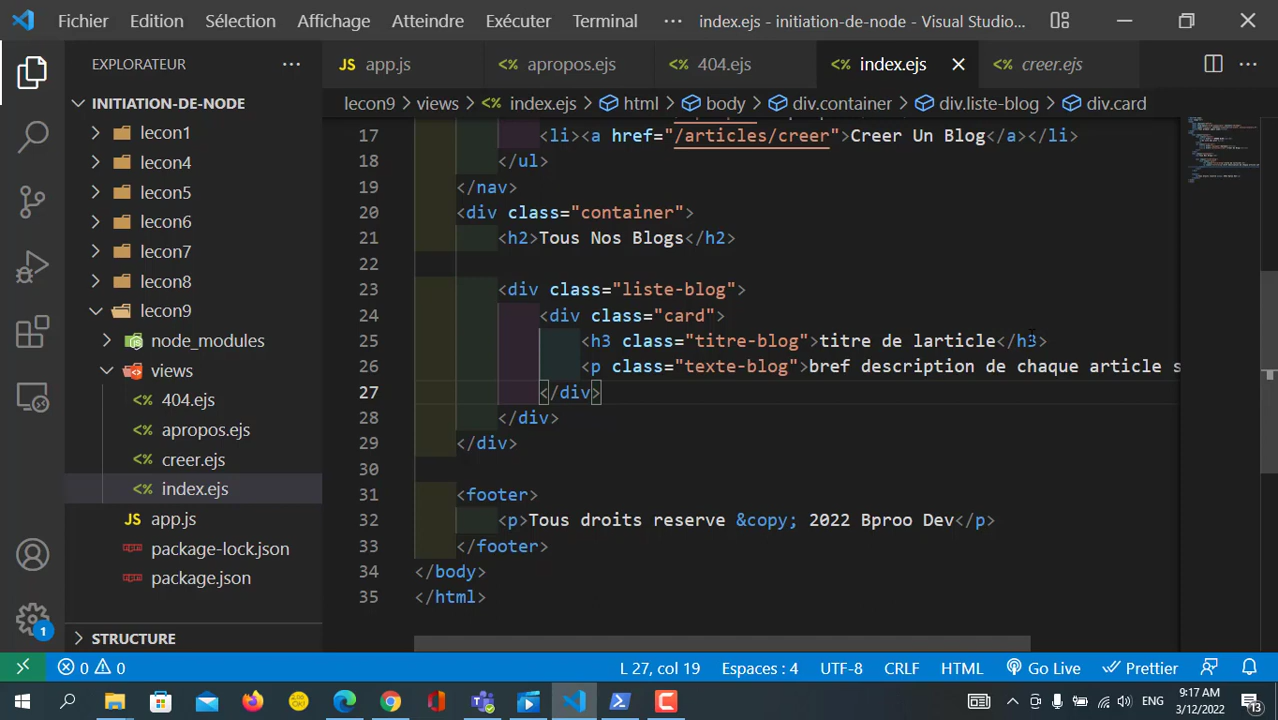 Fichier Edition Sélection Affichage Atteindre Exécuter Terminal ··· index.ejs - initiation-de-node - Visual Studio...
EXPLORATEUR ···
JS app.js <% apropos.ejs <% 404.ejs <% index.ejs <% creer.ejs ···
INITIATION-DE-NODE
lecon9 > views > <% index.ejs > html > body > div.container > div.liste-blog > div.card
lecon1
lecon4
lecon5
lecon6
lecon7
lecon8
lecon9
node_modules
views
<% 404.ejs
<% apropos.ejs
<% creer.ejs
<% index.ejs
JS app.js
package-lock.json
package.json
STRUCTURE
17 <li><a href="/articles/creer">Creer Un Blog</a></li>
18 </ul>
19 </nav>
20 <div class="container">
21 <h2>Tous Nos Blogs</h2>
22
23 <div class="liste-blog">
24 <div class="card">
25 <h3 class="titre-blog">titre de larticle</h3>
26 <p class="texte-blog">bref description de chaque article s
27 </div>
28 </div>
29 </div>
30
31 <footer>
32 <p>Tous droits reserve &copy; 2022 Bproo Dev</p>
33 </footer>
34 </body>
35 </html>
1
0 0 L 27, col 19 Espaces : 4 UTF-8 CRLF HTML Go Live Prettier
ENG 9:17 AM
3/12/2022 13